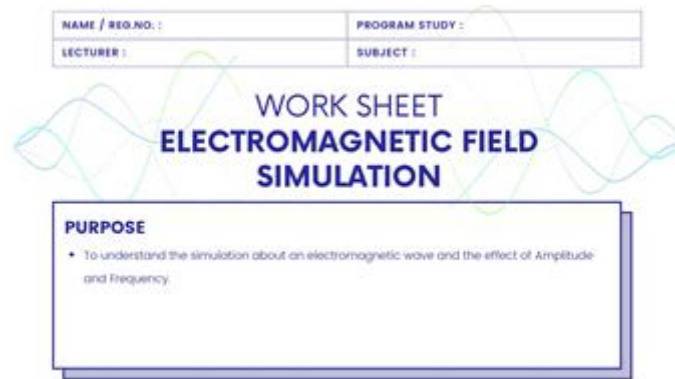 NAME / REG.NO. :
PROGRAM STUDY :
LECTURER :
SUBJECT :
WORK SHEET
ELECTROMAGNETIC FIELD
SIMULATION
PURPOSE
• To understand the simulation about an electromagnetic wave and the effect of Amplitude
and Frequency.